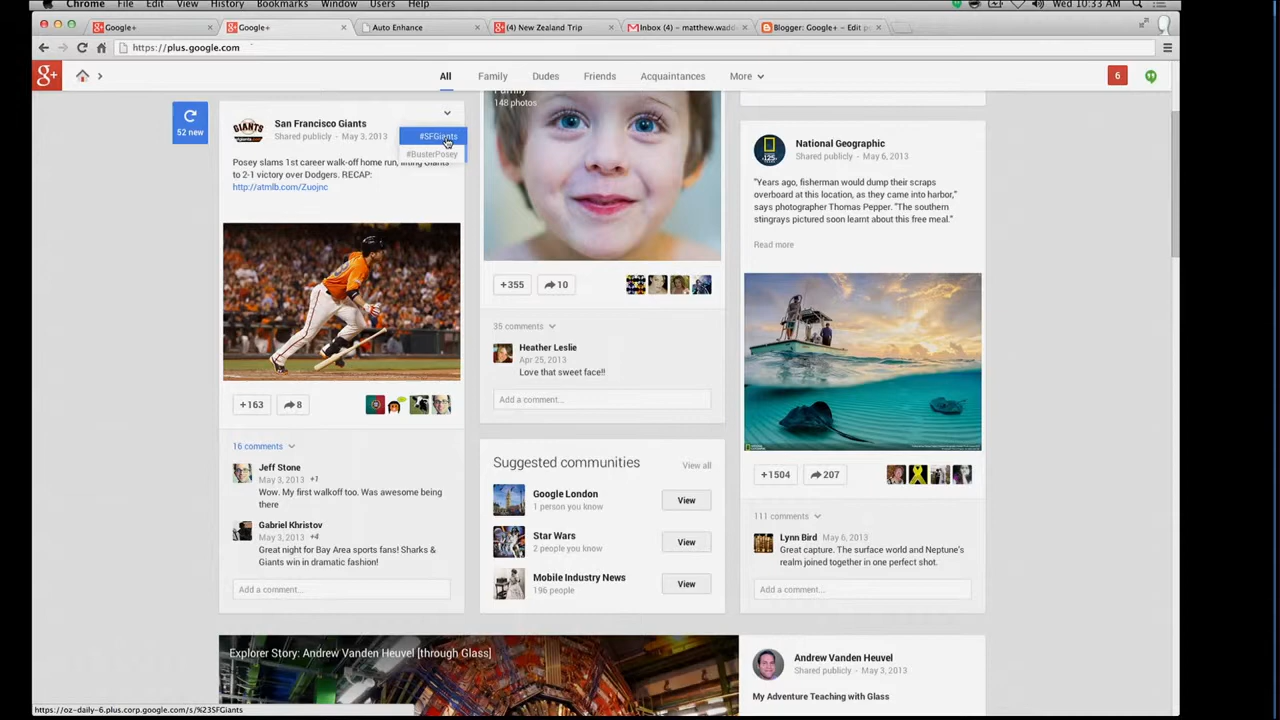 Chrome File Edit View History Bookmarks Window Users Help
Wed 10:33 AM
Google+
Google+
Auto Enhance
(4) New Zealand Trip
Inbox (4) – matthew.wadd
Blogger: Google+ – Edit p
https://plus.google.com
g+
All Family Dudes Friends Acquaintances More
6
52 new
GIANTS
San Francisco Giants
Shared publicly - May 3, 2013
#SFGiants
#BusterPosey
Posey slams 1st career walk-off home run, lifting Giants
to 2-1 victory over Dodgers. RECAP:
http://atmlb.com/Zuojnc
+163
8
16 comments
Jeff Stone
May 3, 2013 +1
Wow. My first walkoff too. Was awesome being
there
Gabriel Khristov
May 3, 2013 +4
Great night for Bay Area sports fans! Sharks &
Giants win in dramatic fashion!
Add a comment...
Family
148 photos
+355
10
35 comments
Heather Leslie
Apr 25, 2013
Love that sweet face!!
Add a comment...
Suggested communities
View all
Google London
1 person you know
View
Star Wars
2 people you know
View
Mobile Industry News
196 people
View
125
National Geographic
Shared publicly - May 6, 2013
"Years ago, fisherman would dump their scraps
overboard at this location, as they came into harbour,"
says photographer Thomas Pepper. "The southern
stingrays pictured soon learnt about this free meal."
Read more
+1504
207
111 comments
Lynn Bird May 6, 2013
Great capture. The surface world and Neptune's
realm joined together in one perfect shot.
Add a comment...
Explorer Story: Andrew Vanden Heuvel [through Glass]
Andrew Vanden Heuvel
Shared publicly - May 3, 2013
My Adventure Teaching with Glass
https://oz-daily-6.plus.corp.google.com/s/%23SFGiants